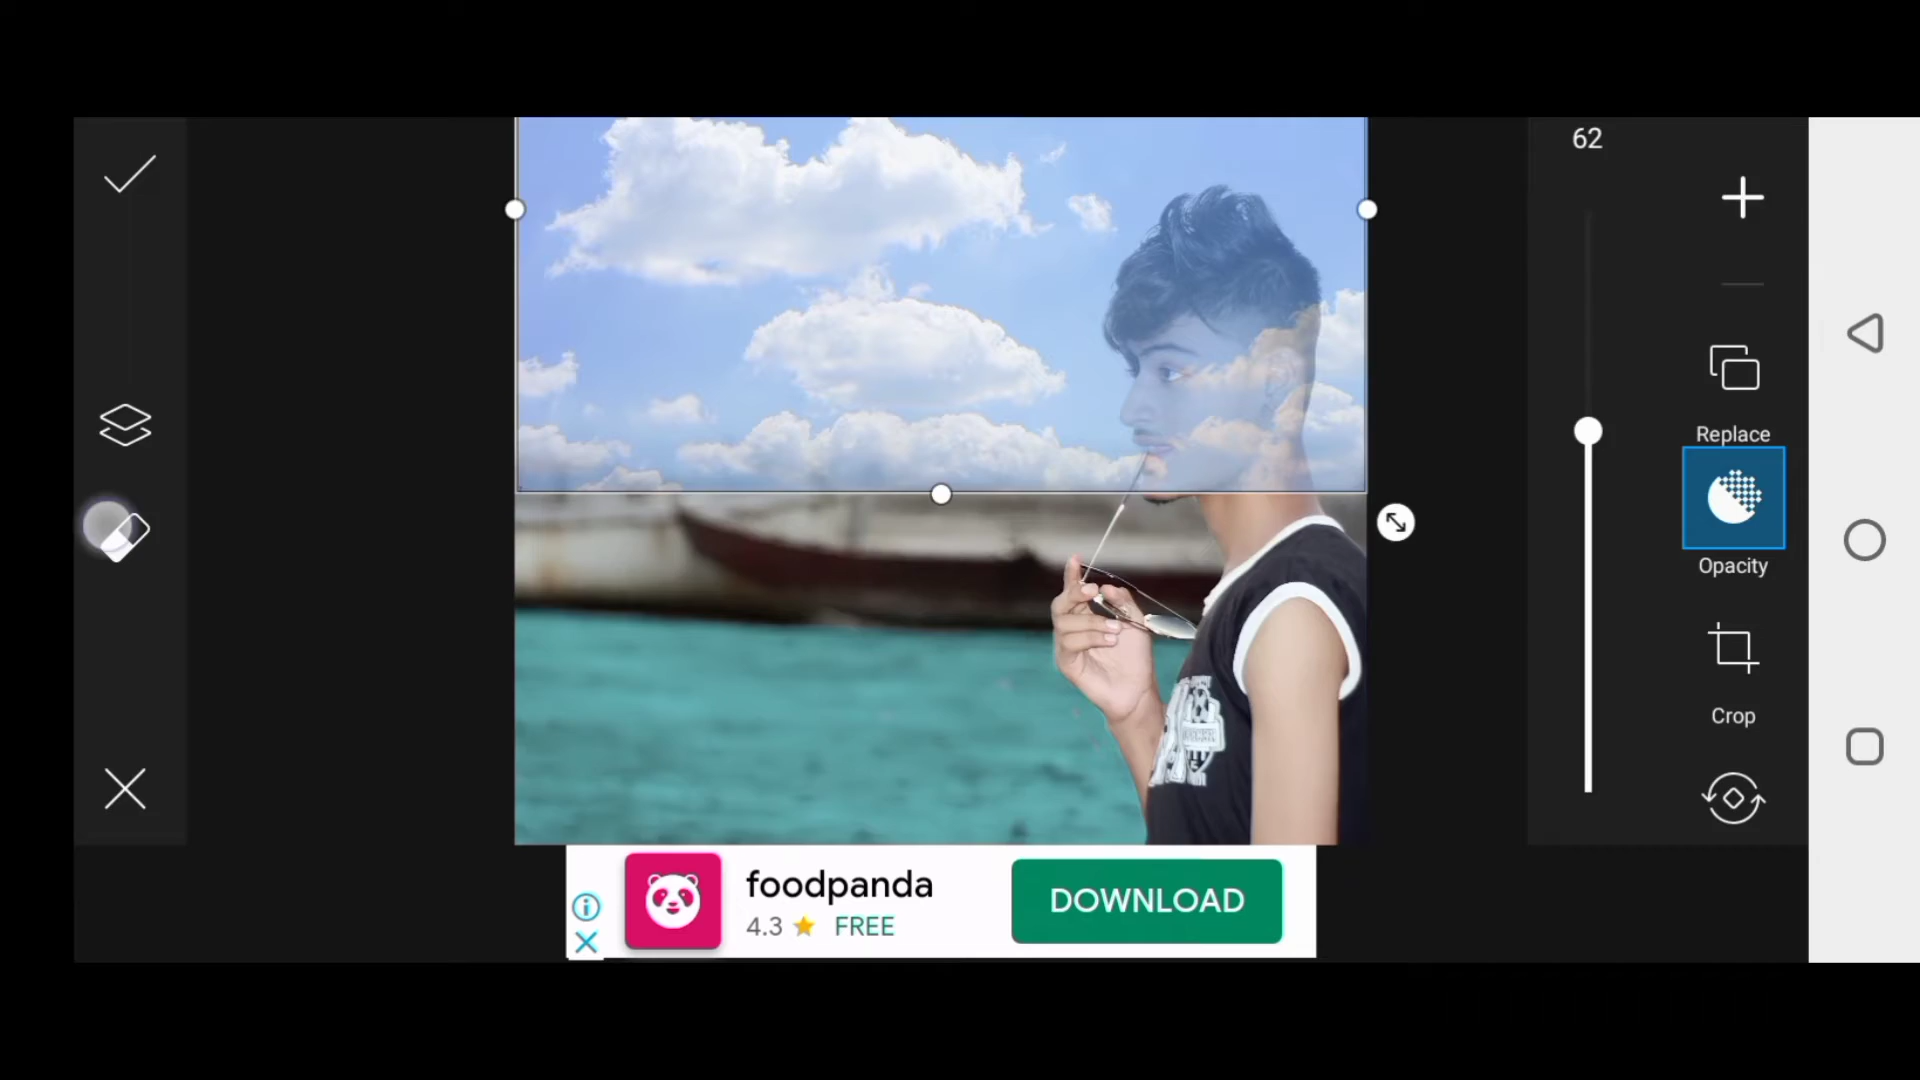 62
Replace
Opacity
Crop
foodpanda
4.3 FREE
DOWNLOAD